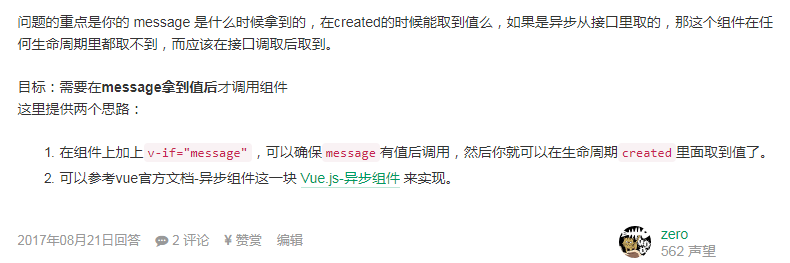 问题的重点是你的 message 是什么时候拿到的，在created的时候能取到值么，如果是异步从接口里取的，那这个组件在任
何生命周期里都取不到，而应该在接口调取后取到。
目标：需要在message拿到值后才调用组件
这里提供两个思路：
1. 在组件上加上 v-if="message" ，可以确保 message 有值后调用，然后你就可以在生命周期 created 里面取到值了。
2. 可以参考vue官方文档-异步组件这一块 Vue.js-异步组件 来实现。
2017年08月21日回答 2 评论 ¥ 赞赏 编辑
zero
562 声望